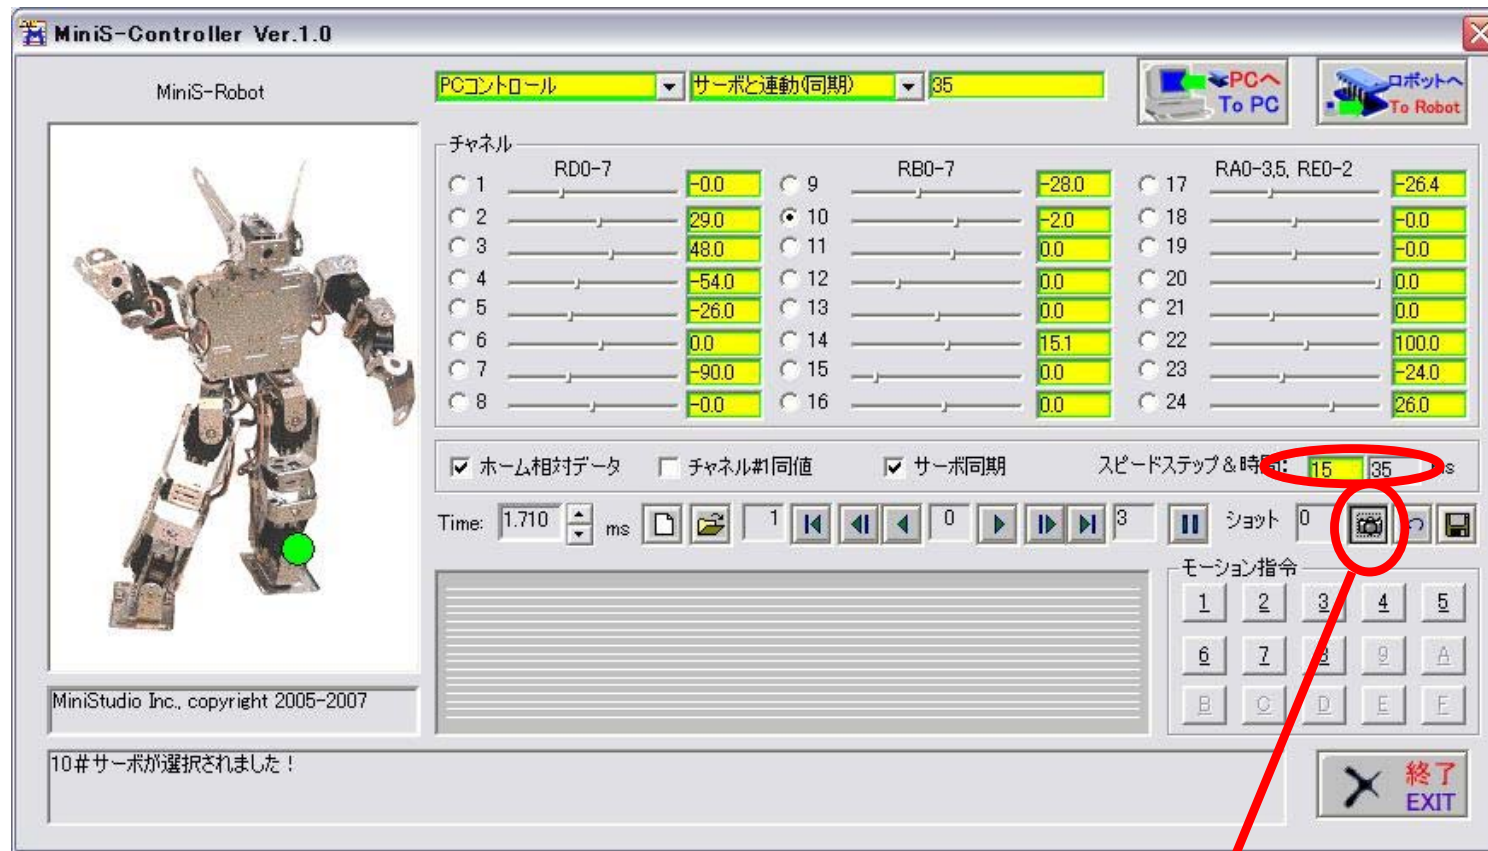 MiniS-Controller Ver.1.0
MiniS-Robot
PCコントロール サーボと連動(同期) 35
PCへ
To PC
ロボットへ
To Robot
チャネル
RD0-7 RB0-7 RA0-3,5, RE0-2
1 -0.0 9 -28.0 17 -26.4
2 29.0 10 -2.0 18 -0.0
3 48.0 11 0.0 19 -0.0
4 -54.0 12 0.0 20 0.0
5 -26.0 13 0.0 21 0.0
6 0.0 14 15.1 22 100.0
7 -90.0 15 0.0 23 -24.0
8 -0.0 16 0.0 24 26.0
ホーム相対データ チャネル#1同値 サーボ同期 スピードステップ&時間: 15 35 ms
Time: 1.710 ms 1 0 3 ショット 0
モーション指令
1 2 3 4 5
6 7 8 9 A
B C D E F
MiniStudio Inc., copyright 2005-2007
10#サーボが選択されました!
終了
EXIT